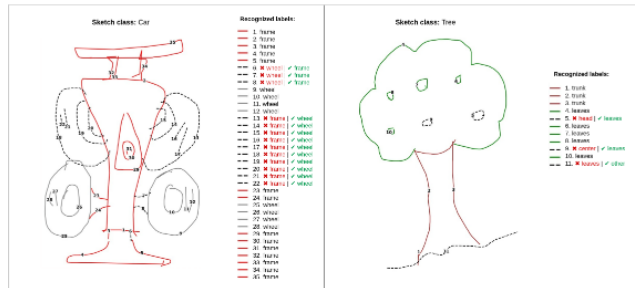 Sketch class: Car
Recognized labels:
1. frame
2. frame
3. frame
4. frame
5. frame
6. ✖ wheel | ✔ frame
7. ✖ wheel | ✔ frame
8. ✖ wheel | ✔ frame
9. wheel
10. wheel
11. wheel
12. wheel
13. ✖ frame | ✔ wheel
14. ✖ frame | ✔ wheel
15. ✖ frame | ✔ wheel
16. ✖ frame | ✔ wheel
17. ✖ frame | ✔ wheel
18. ✖ frame | ✔ wheel
19. ✖ frame | ✔ wheel
20. ✖ frame | ✔ wheel
21. ✖ frame | ✔ wheel
22. ✖ frame | ✔ wheel
23. frame
24. frame
25. wheel
26. wheel
27. wheel
28. wheel
29. frame
30. frame
31. frame
32. frame
33. frame
34. frame
35. frame
Sketch class: Tree
Recognized labels:
1. trunk
2. trunk
3. trunk
4. leaves
5. ✖ head | ✔ leaves
6. leaves
7. leaves
8. leaves
9. ✖ center | ✔ leaves
10. leaves
11. ✖ leaves | ✔ other